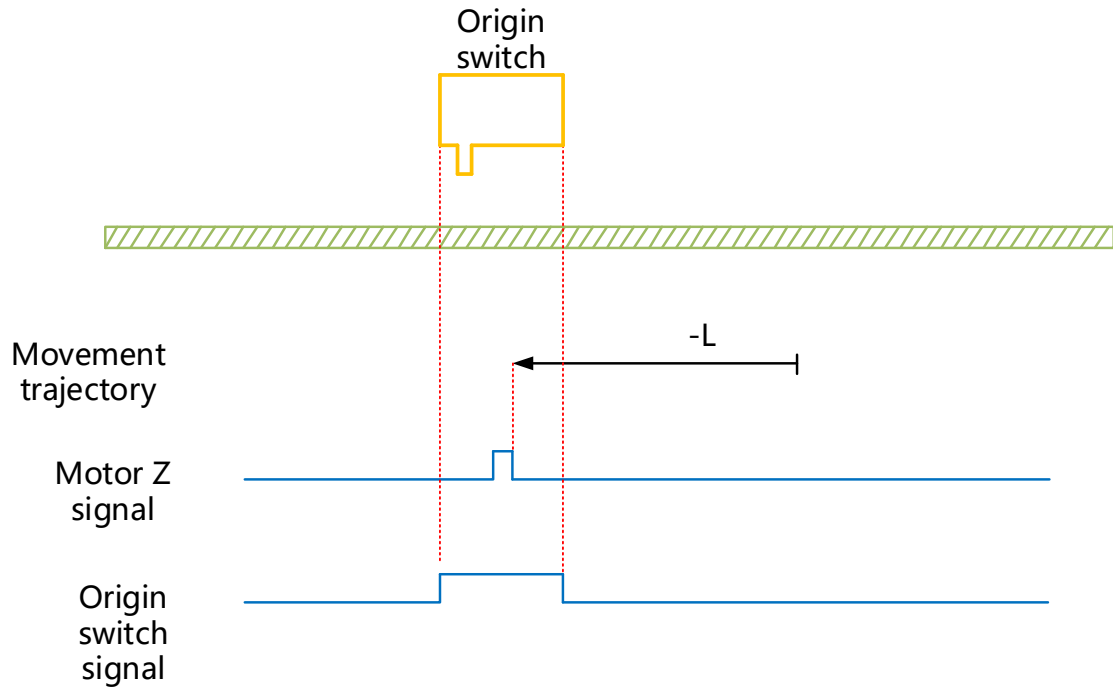 Origin
switch
-L
Movement
trajectory
Motor Z
signal
Origin
switch
signal